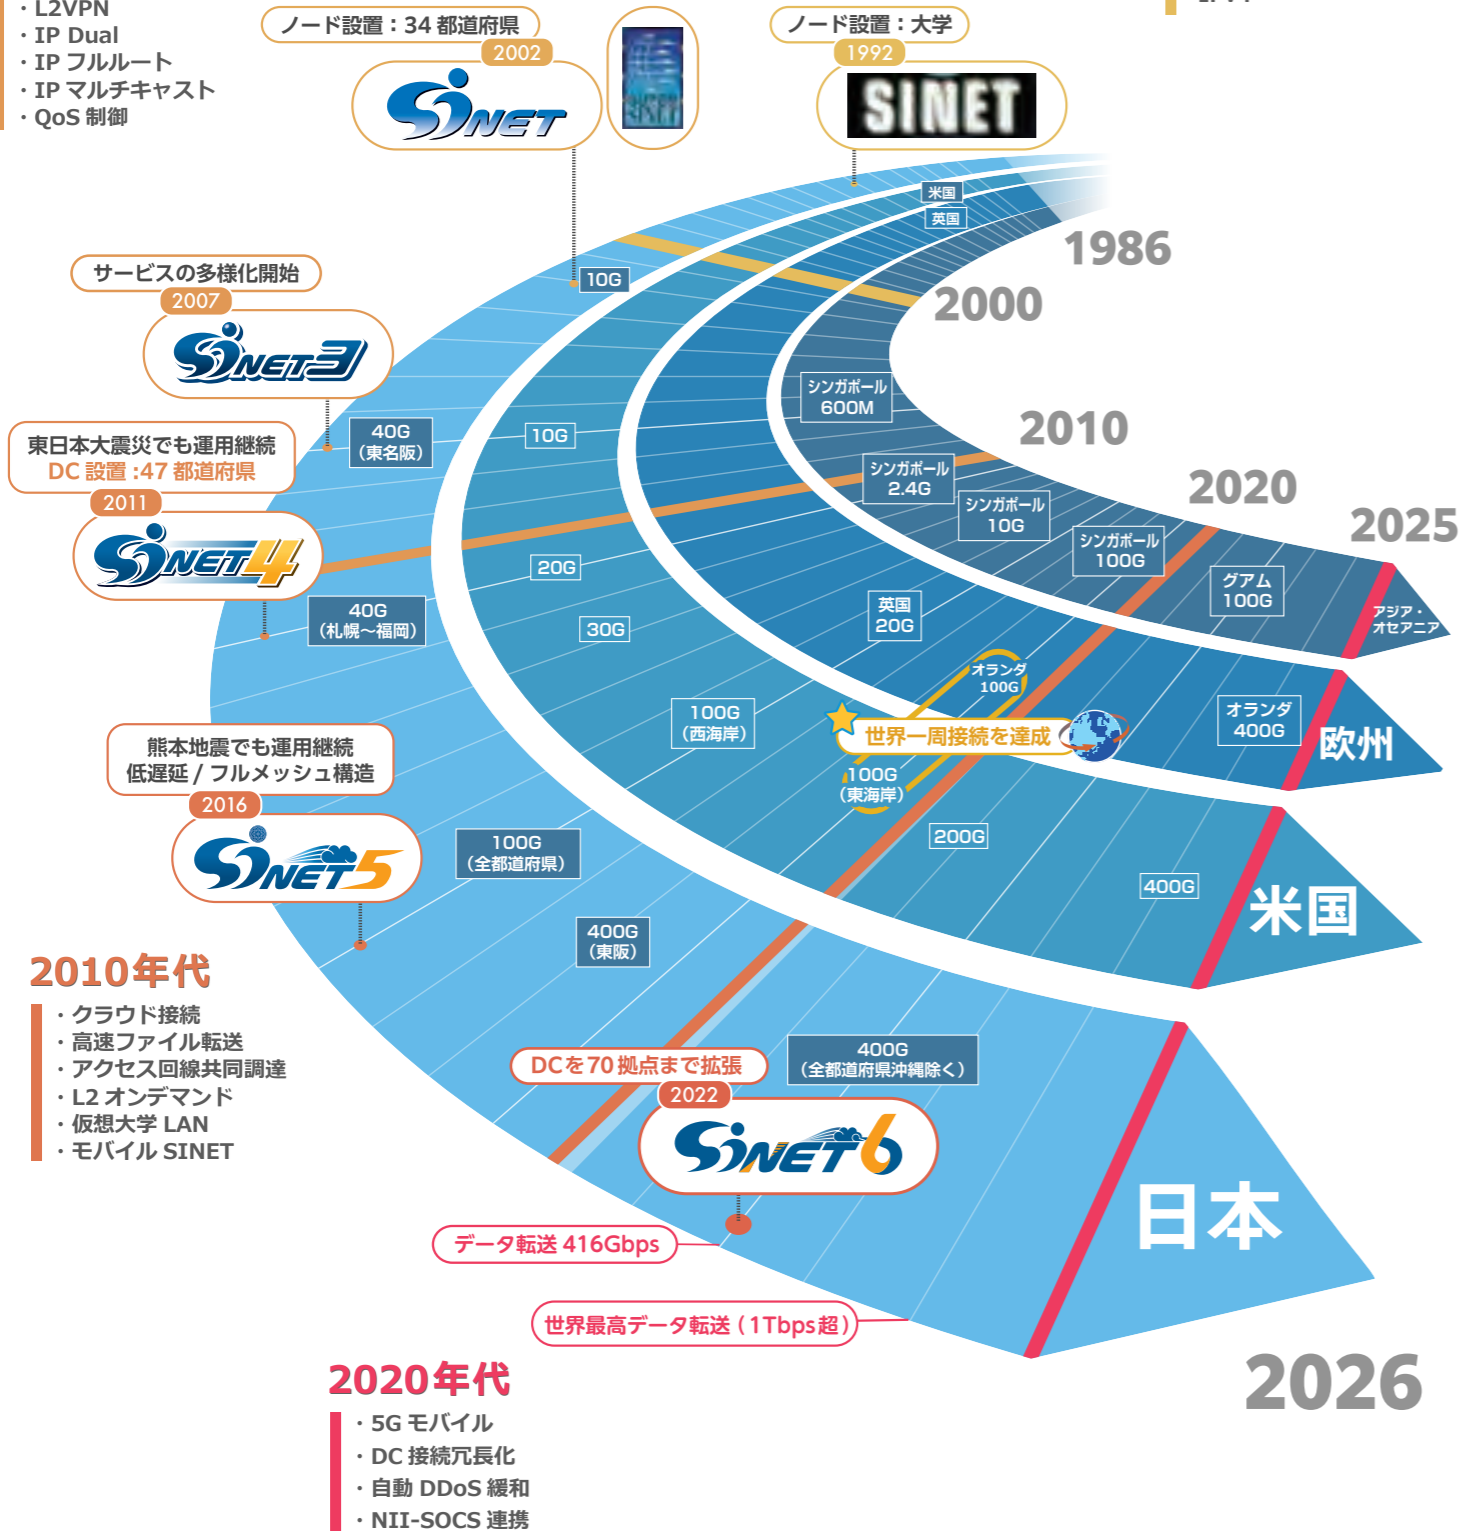 ・L2VPN
・IP Dual
・IP フルルート
・IP マルチキャスト
・QoS 制御
ノード設置：34 都道府県
2002
SINET
ノード設置：大学
1992
SINET
米国
英国
1986
2000
2010
2020
2025
サービスの多様化開始
2007
SINET3
10G
40G
（東名阪）
10G
シンガポール
600M
シンガポール
2.4G
シンガポール
10G
シンガポール
100G
グアム
100G
アジア・
オセアニア
東日本大震災でも運用継続
DC 設置 :47 都道府県
2011
SINET4
40G
（札幌～福岡）
20G
30G
英国
20G
オランダ
100G
オランダ
400G
欧州
世界一周接続を達成
100G
（西海岸）
100G
（東海岸）
200G
400G
米国
熊本地震でも運用継続
低遅延 / フルメッシュ構造
2016
SINET5
100G
（全都道府県）
400G
（東阪）
2010年代
・クラウド接続
・高速ファイル転送
・アクセス回線共同調達
・L2 オンデマンド
・仮想大学 LAN
・モバイル SINET
DCを70 拠点まで拡張
2022
SINET6
400G
（全都道府県沖縄除く）
日本
データ転送 416Gbps
世界最高データ転送（1Tbps超）
2026
2020年代
・5G モバイル
・DC 接続冗長化
・自動 DDoS 緩和
・NII-SOCS 連携